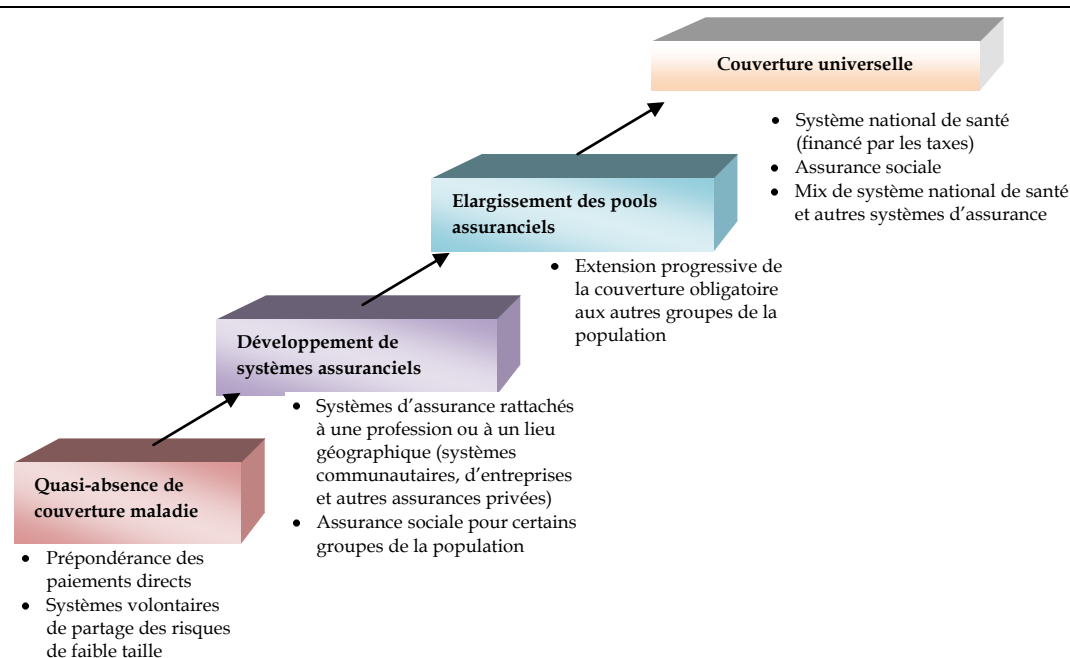 Couverture universelle
• Système national de santé
(financé par les taxes)
• Assurance sociale
• Mix de système national de santé
et autres systèmes d'assurance
Elargissement des pools
assuranciels
• Extension progressive de
la couverture obligatoire
aux autres groupes de la
population
Développement de
systèmes assuranciels
• Systèmes d'assurance rattachés
à une profession ou à un lieu
géographique (systèmes
communautaires, d'entreprises
et autres assurances privées)
• Assurance sociale pour certains
groupes de la population
Quasi-absence de
couverture maladie
• Prépondérance des
paiements directs
• Systèmes volontaires
de partage des risques
de faible taille